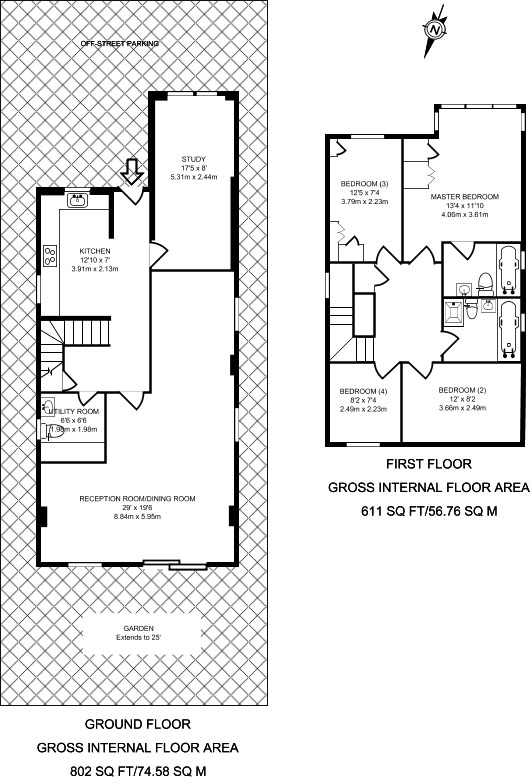 N
OFF-STREET PARKING
STUDY
17'5 x 8'
5.31m x 2.44m
KITCHEN
12'10 x 7'
3.91m x 2.13m
UTILITY ROOM
6'6 x 6'6
1.98m x 1.98m
RECEPTION ROOM/DINING ROOM
29' x 19'6
8.84m x 5.95m
GARDEN
Extends to 25'
GROUND FLOOR
GROSS INTERNAL FLOOR AREA
802 SQ FT/74.58 SQ M
BEDROOM (3)
12'5 x 7'4
3.79m x 2.23m
MASTER BEDROOM
13'4 x 11'10
4.06m x 3.61m
BEDROOM (4)
8'2 x 7'4
2.49m x 2.23m
BEDROOM (2)
12' x 8'2
3.66m x 2.49m
FIRST FLOOR
GROSS INTERNAL FLOOR AREA
611 SQ FT/56.76 SQ M